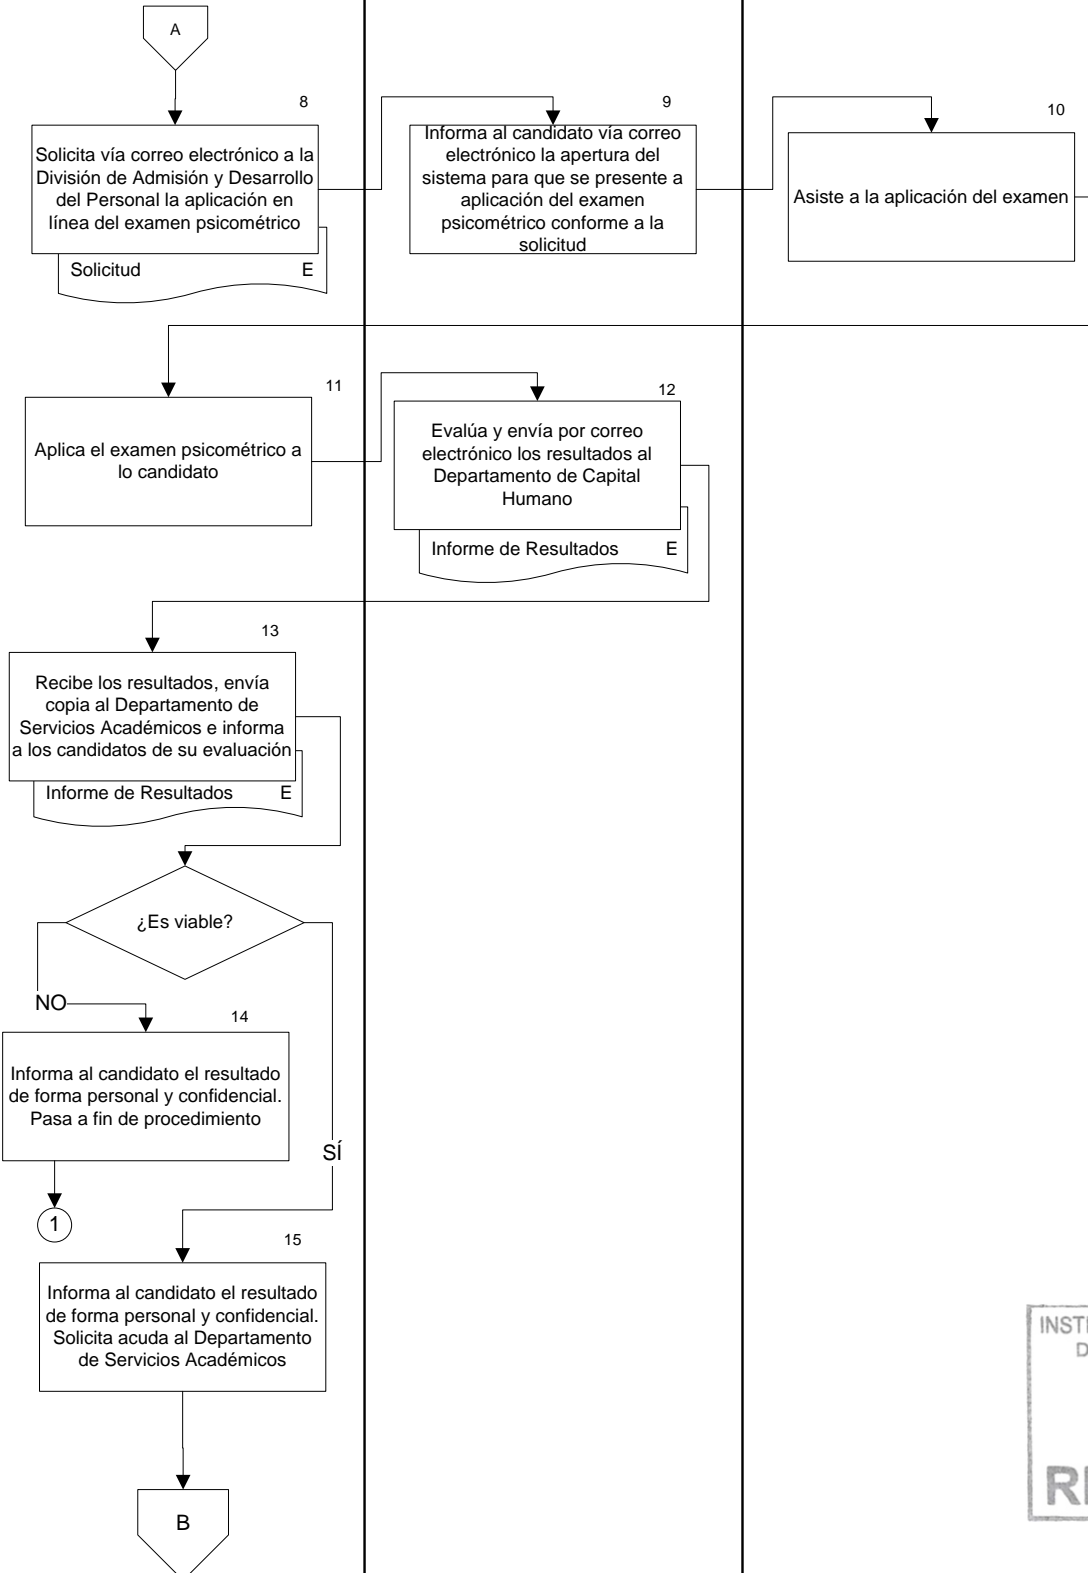 A
8
Solicita vía correo electrónico a la
División de Admisión y Desarrollo
del Personal la aplicación en
línea del examen psicométrico
Solicitud E
9
Informa al candidato vía correo
electrónico la apertura del
sistema para que se presente a
aplicación del examen
psicométrico conforme a la
solicitud
10
Asiste a la aplicación del examen
11
Aplica el examen psicométrico a
lo candidato
12
Evalúa y envía por correo
electrónico los resultados al
Departamento de Capital
Humano
Informe de Resultados E
13
Recibe los resultados, envía
copia al Departamento de
Servicios Académicos e informa
a los candidatos de su evaluación
Informe de Resultados E
¿Es viable?
NO
14
Informa al candidato el resultado
de forma personal y confidencial.
Pasa a fin de procedimiento
SÍ
1
15
Informa al candidato el resultado
de forma personal y confidencial.
Solicita acuda al Departamento
de Servicios Académicos
B